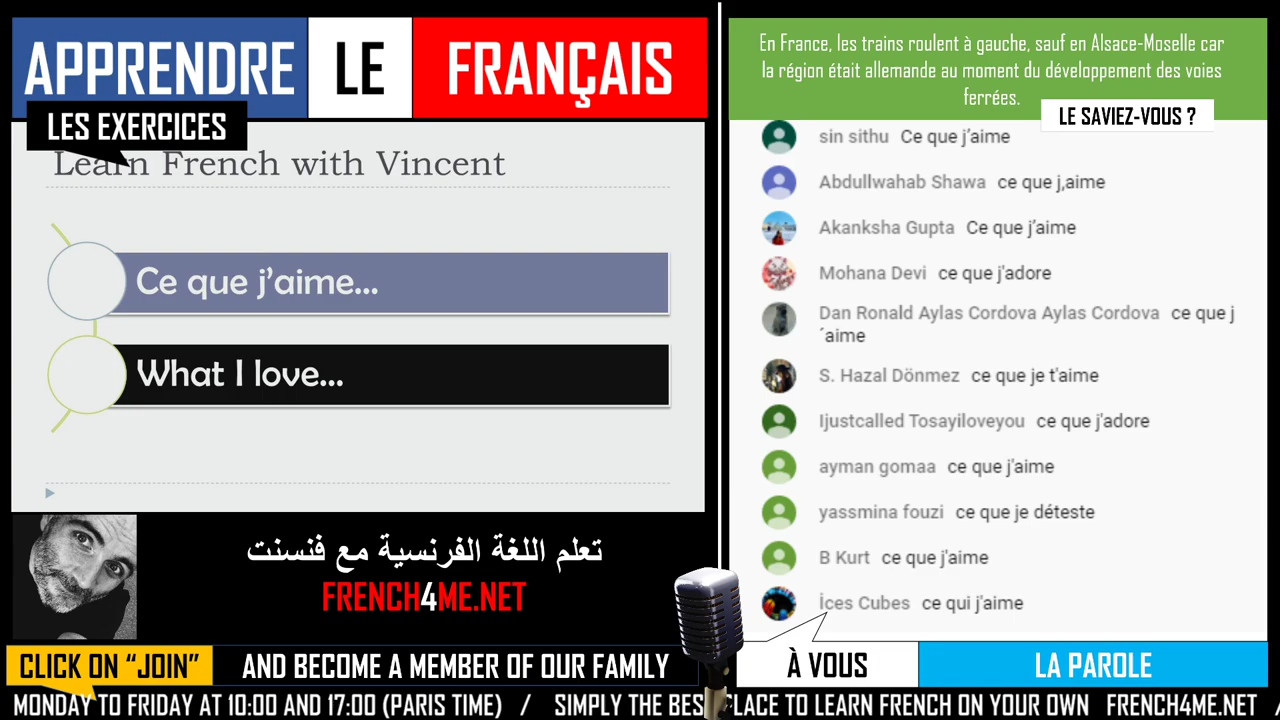 APPRENDRE LE FRANÇAIS
LES EXERCICES
Learn French with Vincent
Ce que j’aime...
What I love...
تعلم اللغة الفرنسية مع فنسنت
FRENCH4ME.NET
CLICK ON “JOIN” AND BECOME A MEMBER OF OUR FAMILY
En France, les trains roulent à gauche, sauf en Alsace-Moselle car
la région était allemande au moment du développement des voies
ferrées.
LE SAVIEZ-VOUS ?
sin sithu Ce que j’aime
Abdullwahab Shawa ce que j,aime
Akanksha Gupta Ce que j’aime
Mohana Devi ce que j'adore
Dan Ronald Aylas Cordova Aylas Cordova ce que j
´aime
S. Hazal Dönmez ce que je t'aime
Ijustcalled Tosayiloveyou ce que j'adore
ayman gomaa ce que j'aime
yassmina fouzi ce que je déteste
B Kurt ce que j'aime
İces Cubes ce qui j'aime
À VOUS LA PAROLE
MONDAY TO FRIDAY AT 10:00 AND 17:00 (PARIS TIME) / SIMPLY THE BES LACE TO LEARN FRENCH ON YOUR OWN FRENCH4ME.NET /